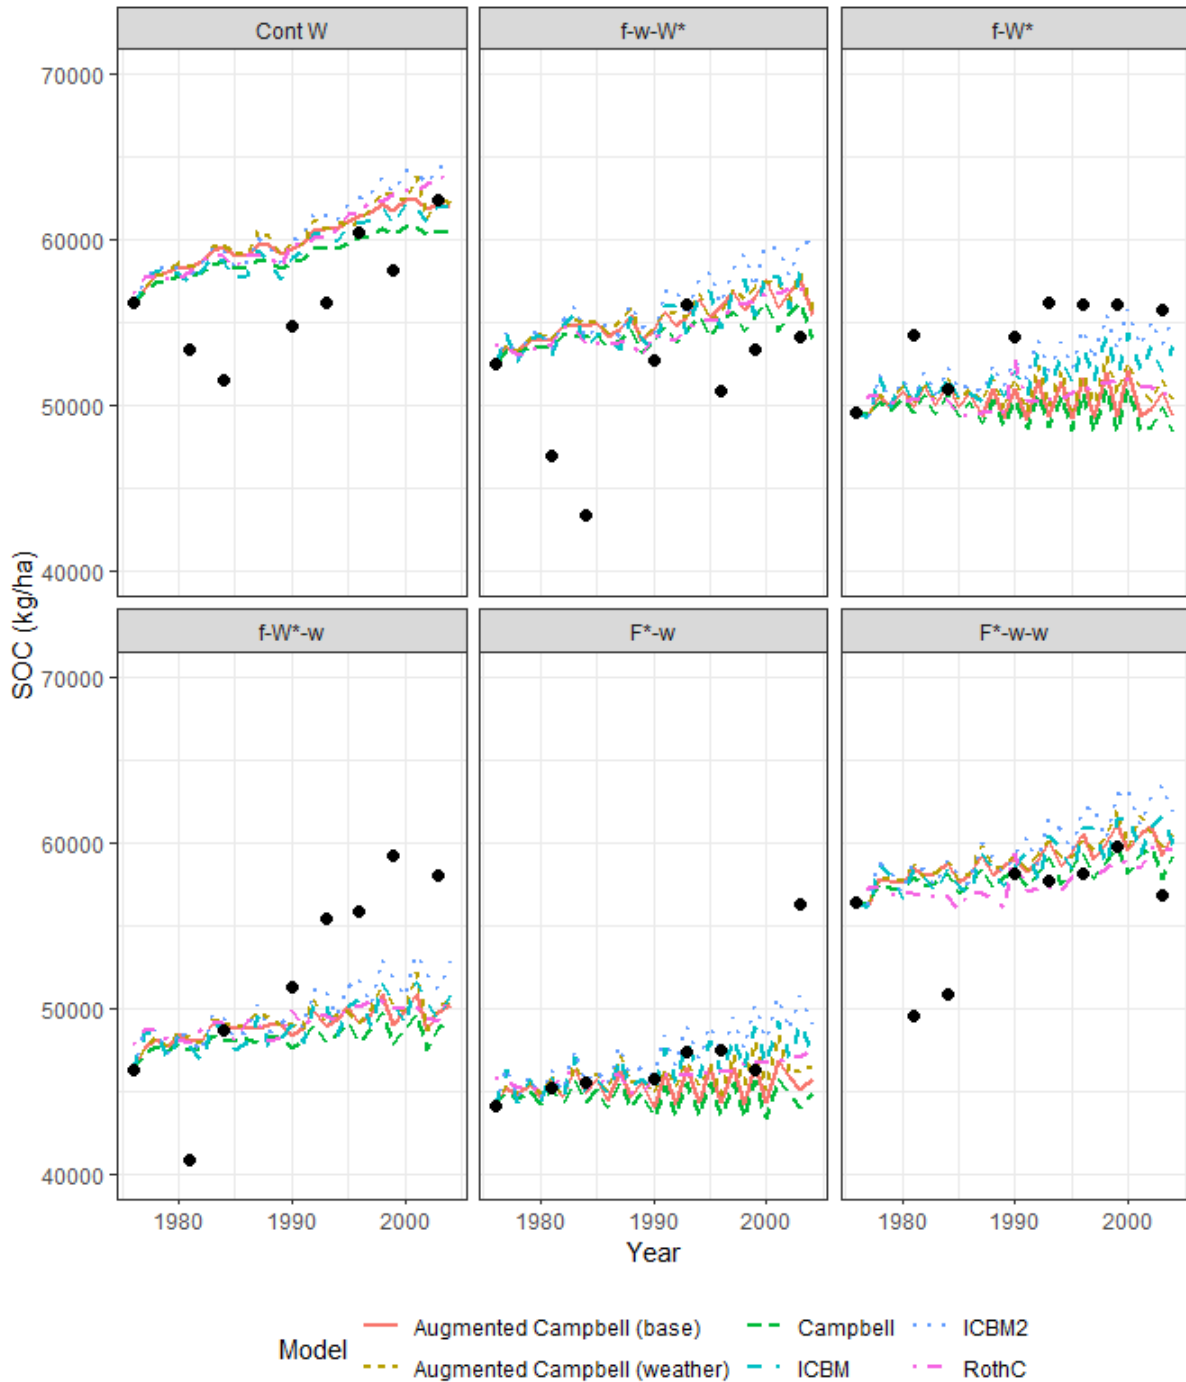 Cont W
f-w-W*
f-W*
70000
60000
50000
40000
SOC (kg/ha)
f-W*-w
F*-w
F*-w-w
70000
60000
50000
40000
1980 1990 2000 1980 1990 2000 1980 1990 2000
Year
Model
Augmented Campbell (base) Campbell ICBM2
Augmented Campbell (weather) ICBM RothC